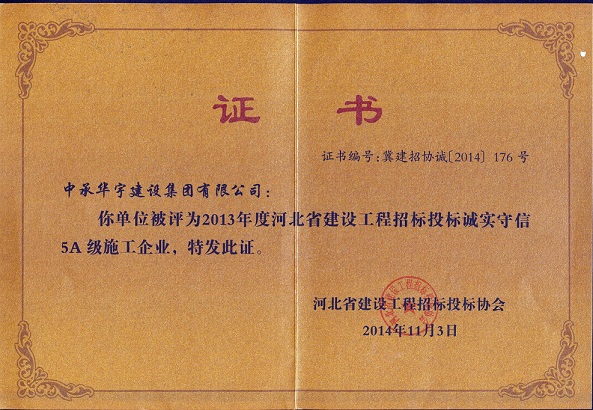 证 书
证书编号：冀建招协诚[2014] 176 号
中承华宇建设集团有限公司：
你单位被评为2013年度河北省建设工程招标投标诚实守信
5A 级施工企业，特发此证。
河北省建设工程招标投标协会
2014年11月3日